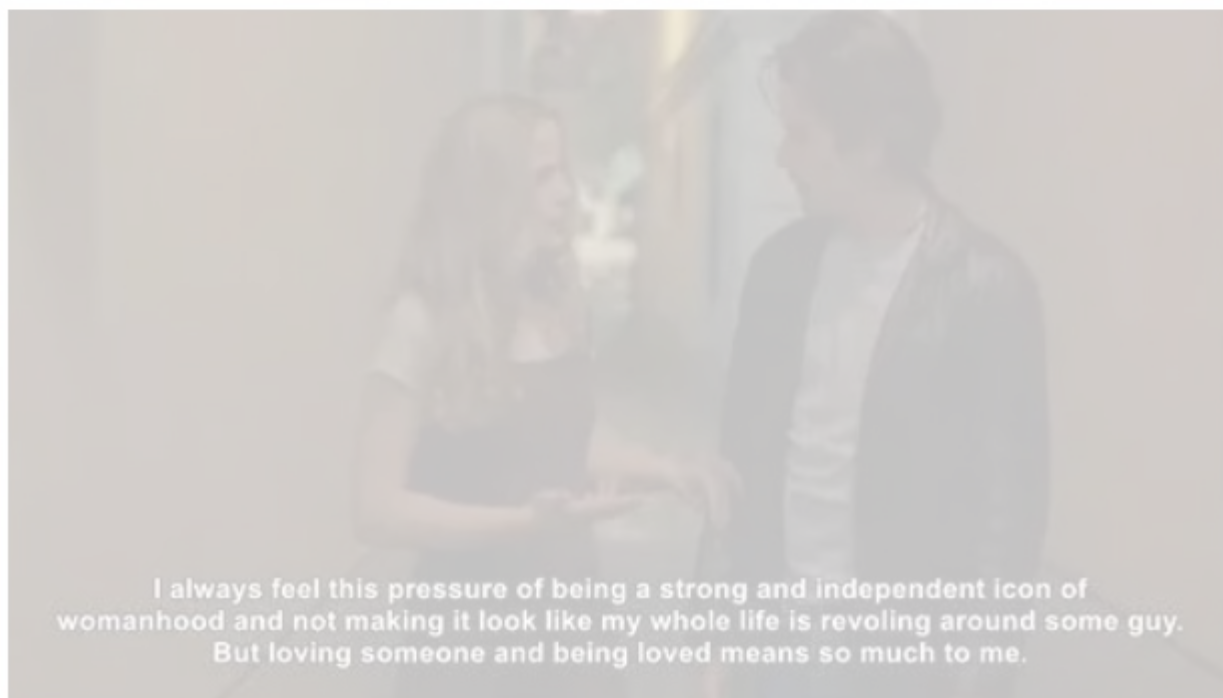 I always feel this pressure of being a strong and independent icon of
womanhood and not making it look like my whole life is revoling around some guy.
But loving someone and being loved means so much to me.